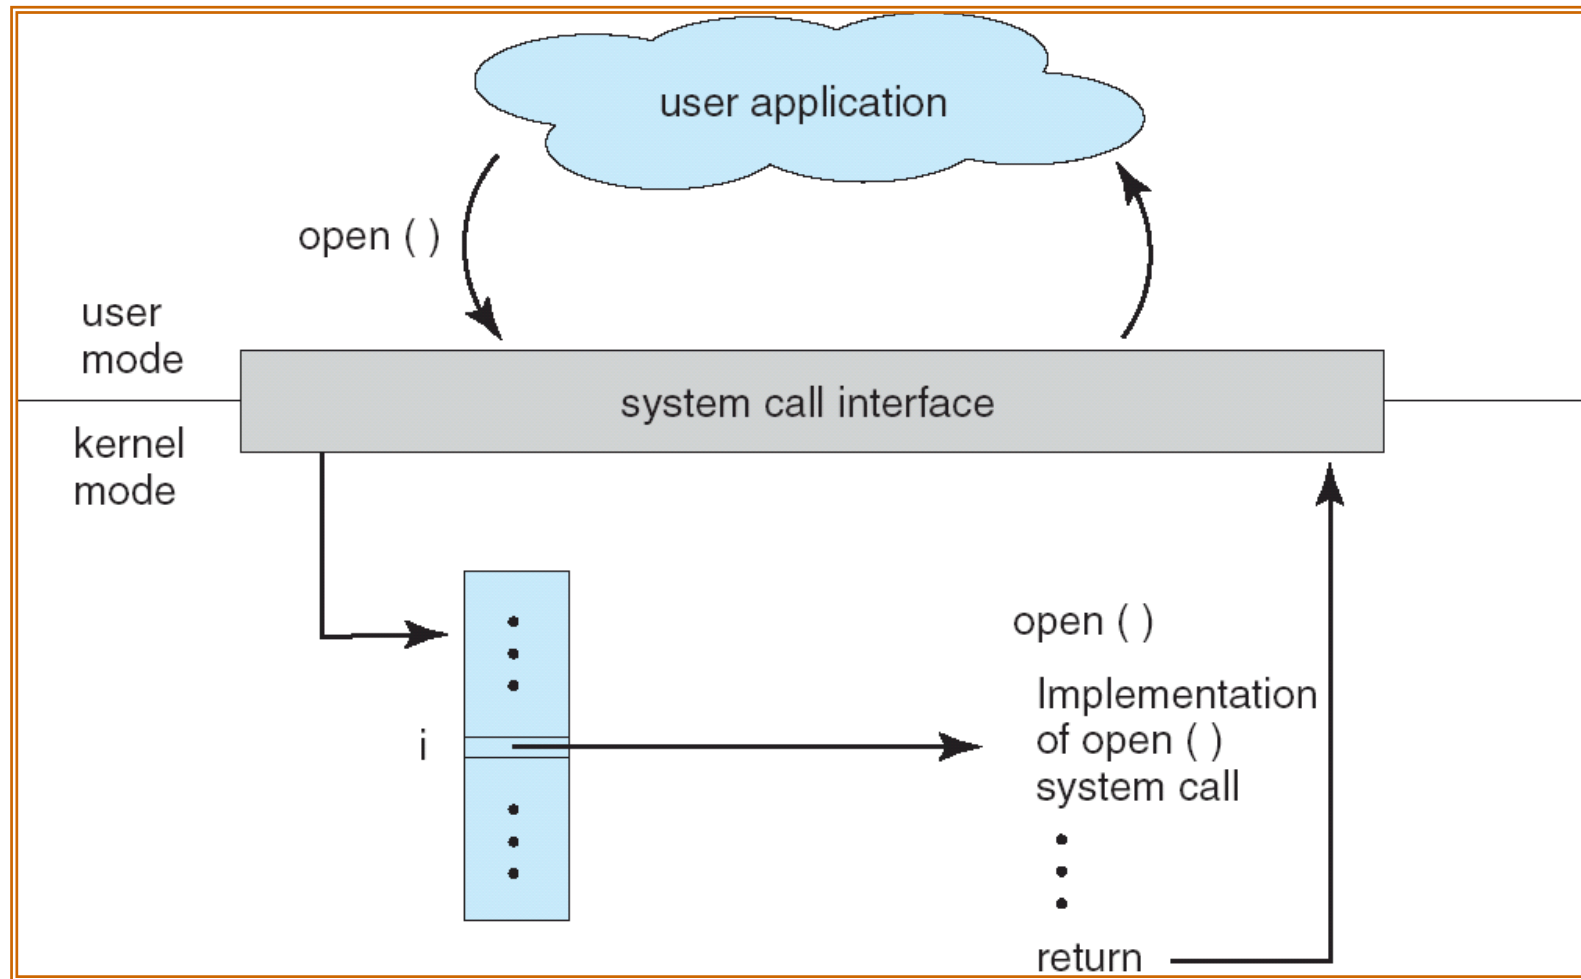 user application
open ( )
user
mode
system call interface
kernel
mode
open ( )
Implementation
of open ( )
system call
i
return